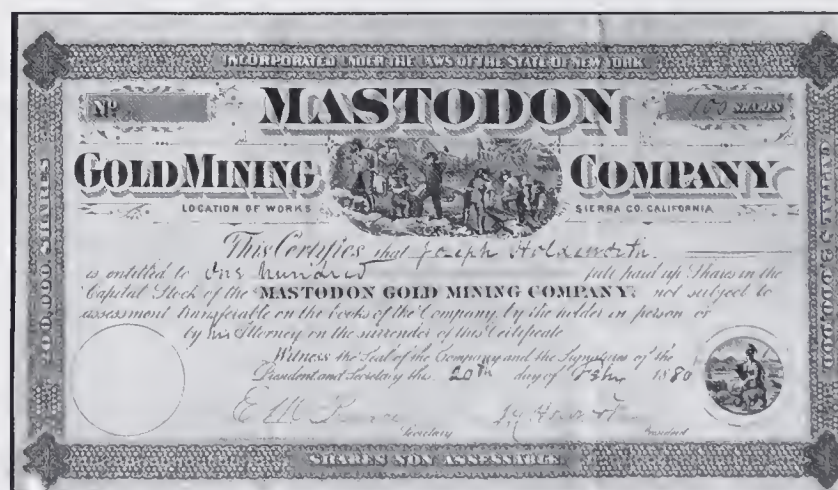 INCORPORATED UNDER THE LAWS OF THE STATE OF NEW YORK
No. 100 SHARES
MASTODON
GOLD MINING COMPANY
LOCATION OF WORKS SIERRA CO. CALIFORNIA
200,000 SHARES
This Certifies that Joseph Holdsworth
is entitled to One hundred full paid up Shares in the
Capital Stock of the MASTODON GOLD MINING COMPANY, not subject to
assessment transferable on the books of the Company, by the holder in person or
by his Attorney on the surrender of this Certificate
Witness the Seal of the Company and the Signatures of the
President and Secretary this 20th day of 1880
Secretary President
SHARES NON ASSESSABLE